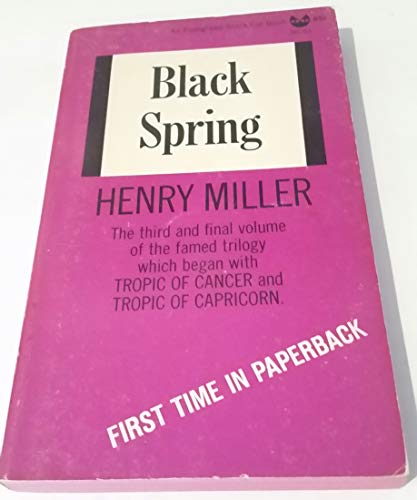 Black
Spring
HENRY MILLER
The third and final volume
of the famed trilogy
which began with
TROPIC OF CANCER and
TROPIC OF CAPRICORN.
FIRST TIME IN PAPERBACK